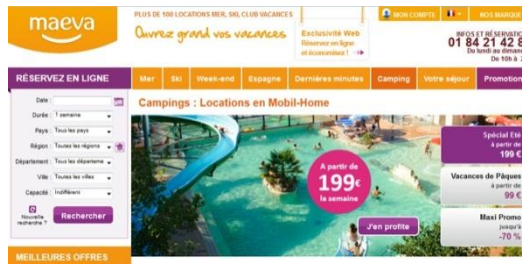 maeva
PLUS DE 100 LOCATIONS MER, SKI, CLUB VACANCES
Ouvrez grand vos vacances
Exclusivité Web
Réservez en ligne
et économisez !
MON COMPTE
NOS MARQUE
INFOS ET RÉSERVATIO
01 84 21 42 8
Du lundi au dimanc
De 10h à
RÉSERVEZ EN LIGNE
Mer
Ski
Week-end
Espagne
Dernières minutes
Camping
Votre séjour
Promotion
Date :
Durée : 1 semaine
Pays : Tous les pays
Région : Toutes les régions
Département : Tous les départeme
Ville : Toutes les villes
Capacité : Indifférent
Nouvelle
recherche ?
Rechercher
MEILLEURES OFFRES
Campings : Locations en Mobil-Home
A partir de
199€
la semaine
J'en profite
Spécial Eté
à partir de
199 €
Vacances de Pâques
à partir de
99 €
Maxi Promo
jusqu'à
-70 %